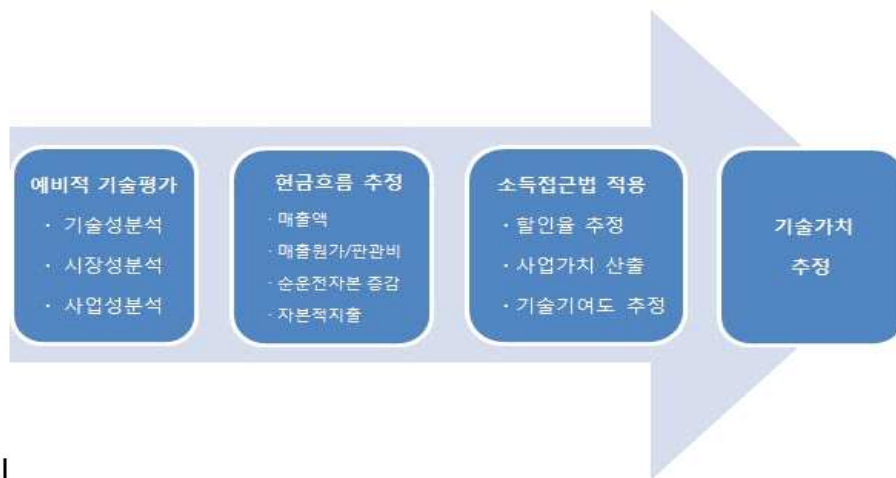 예비적 기술평가
· 기술성분석
· 시장성분석
· 사업성분석
현금흐름 추정
· 매출액
· 매출원가/판관비
· 순운전자본 증감
· 자본적지출
소득접근법 적용
· 할인율 추정
· 사업가치 산출
· 기술기여도 추정
기술가치
추정